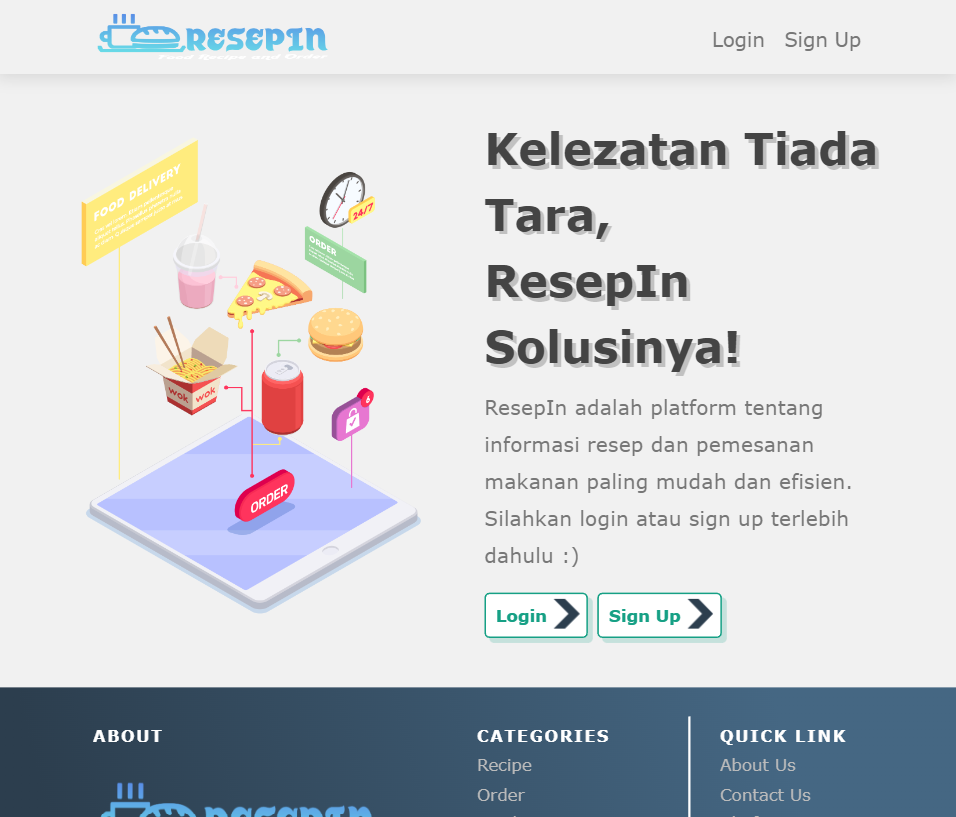 RESEPIN
Food Recipe and Order
Login Sign Up
FOOD DELIVERY
24/7
ORDER
wok wok
ORDER
Kelezatan Tiada
Tara,
ResepIn
Solusinya!
ResepIn adalah platform tentang
informasi resep dan pemesanan
makanan paling mudah dan efisien.
Silahkan login atau sign up terlebih
dahulu :)
Login
Sign Up
ABOUT
RESEPIN
CATEGORIES
Recipe
Order
QUICK LINK
About Us
Contact Us